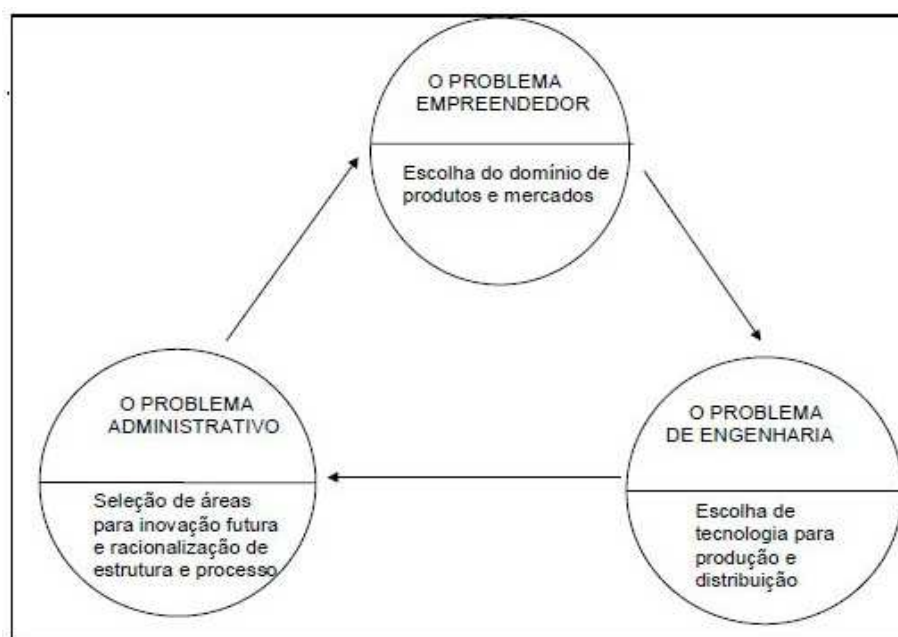 O PROBLEMA
EMPREENDEDOR
Escolha do domínio de
produtos e mercados
O PROBLEMA
ADMINISTRATIVO
Seleção de áreas
para inovação futura
e racionalização de
estrutura e processo
O PROBLEMA
DE ENGENHARIA
Escolha de
tecnologia para
produção e
distribuição